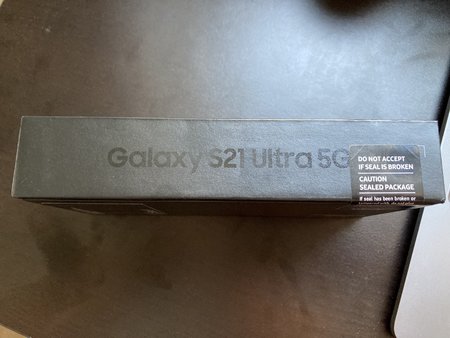 Galaxy S21 Ultra 5G
DO NOT ACCEPT
IF SEAL IS BROKEN
CAUTION
SEALED PACKAGE
If seal has been broken or